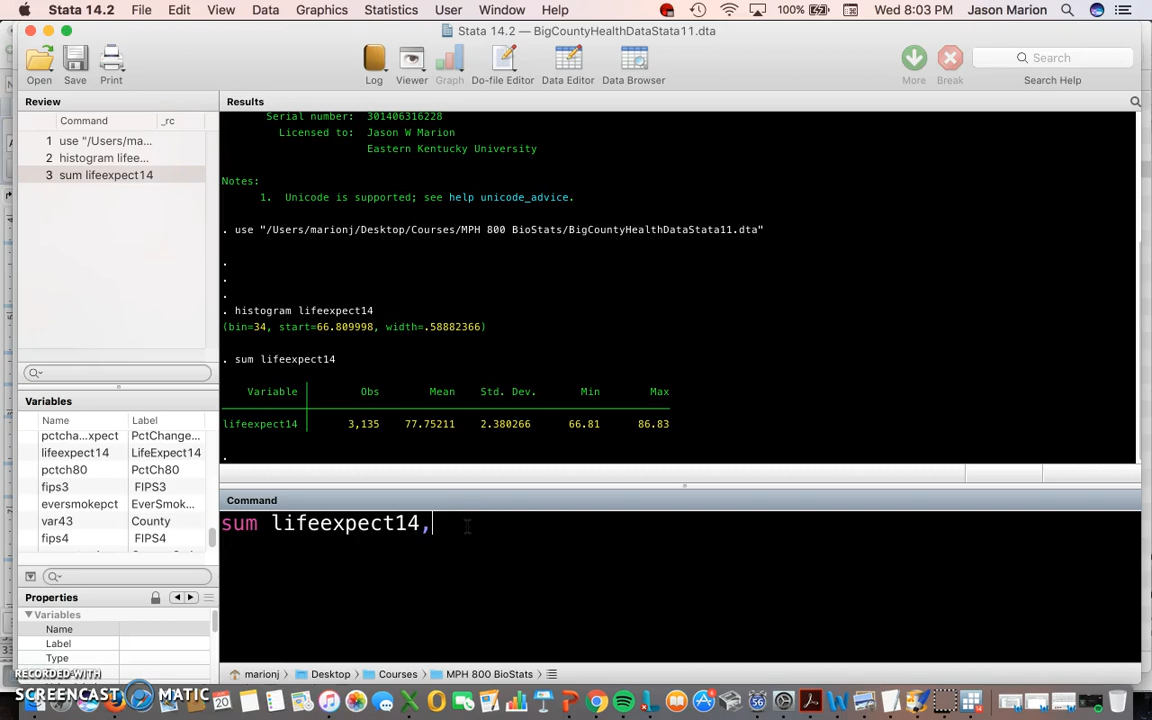 Stata 14.2 File Edit View Data Graphics Statistics User Window Help 100% Wed 8:03 PM Jason Marion
Stata 14.2 - BigCountyHealthDataStata11.dta
Open Save Print Log Viewer Graph Do-file Editor Data Editor Data Browser More Break Search Search Help
Review
Command _rc
1 use "/Users/ma...
2 histogram lifee...
3 sum lifeexpect14
Variables
Name Label
pctcha...xpect PctChange...
lifeexpect14 LifeExpect14
pctch80 PctCh80
fips3 FIPS3
eversmokepct EverSmok...
var43 County
fips4 FIPS4
Properties
Variables
Name
Label
Type
Results
Serial number: 301406316228
Licensed to: Jason W Marion
Eastern Kentucky University
Notes:
1. Unicode is supported; see help unicode_advice.
. use "/Users/marionj/Desktop/Courses/MPH 800 BioStats/BigCountyHealthDataStata11.dta"
.
.
.
. histogram lifeexpect14
(bin=34, start=66.809998, width=.58882366)
. sum lifeexpect14
Variable Obs Mean Std. Dev. Min Max
lifeexpect14 3,135 77.75211 2.380266 66.81 86.83
.
Command
sum lifeexpect14,
marionj Desktop Courses MPH 800 BioStats
RECORDED WITH
SCREENCAST MATIC